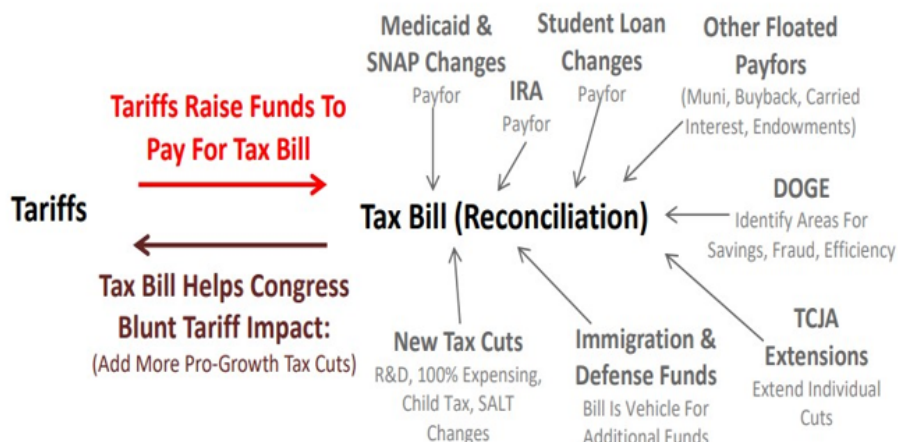 Medicaid &
SNAP Changes
Payfor
IRA
Payfor
Student Loan
Changes
Payfor
Other Floated
Payfors
(Muni, Buyback, Carried
Interest, Endowments)
Tariffs Raise Funds To
Pay For Tax Bill
Tariffs
Tax Bill (Reconciliation)
DOGE
Identify Areas For
Savings, Fraud, Efficiency
Tax Bill Helps Congress
Blunt Tariff Impact:
(Add More Pro-Growth Tax Cuts)
New Tax Cuts
R&D, 100% Expensing,
Child Tax, SALT
Changes
Immigration &
Defense Funds
Bill Is Vehicle For
Additional Funds
TCJA
Extensions
Extend Individual
Cuts